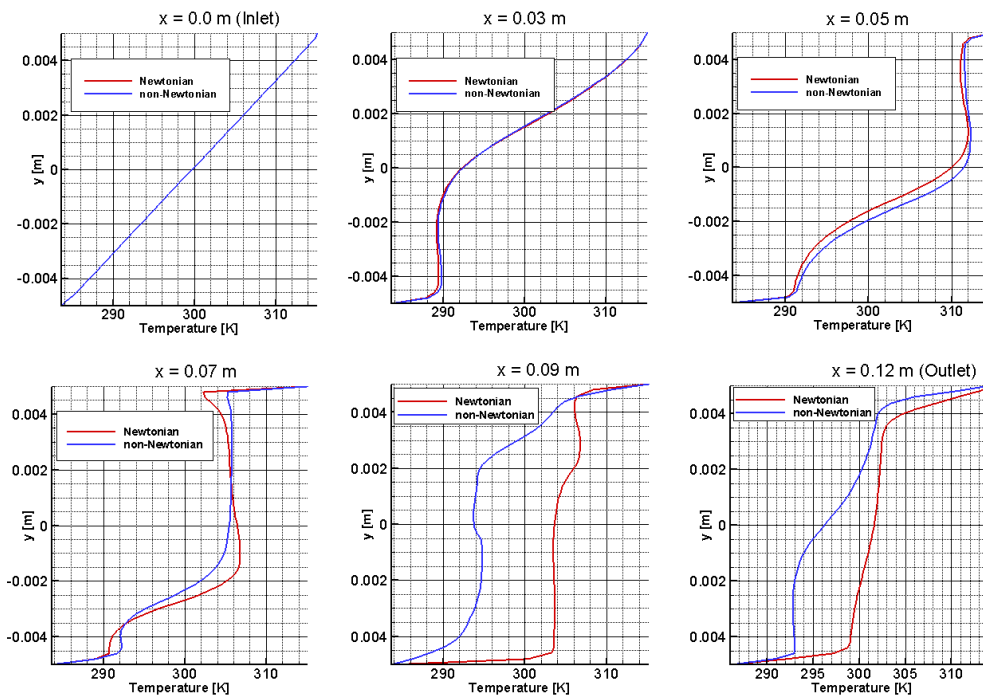 x = 0.0 m (Inlet)
0.004
Newtonian
non-Newtonian
0.002
y [m]
0
-0.002
-0.004
290
300
310
Temperature [K]
x = 0.03 m
0.004
Newtonian
non-Newtonian
0.002
y [m]
0
-0.002
-0.004
290
300
310
Temperature [K]
x = 0.05 m
0.004
Newtonian
non-Newtonian
0.002
y [m]
0
-0.002
-0.004
290
300
310
Temperature [K]
x = 0.07 m
0.004
Newtonian
non-Newtonian
0.002
y [m]
0
-0.002
-0.004
290
300
310
Temperature [K]
x = 0.09 m
0.004
Newtonian
non-Newtonian
0.002
y [m]
0
0.002
0.004
290
300
310
Temperature [K]
x = 0.12 m (Outlet)
0.004
Newtonian
non-Newtonian
0.002
y [m]
0
0.002
0.004
290
295
300
305
310
Temperature [K]